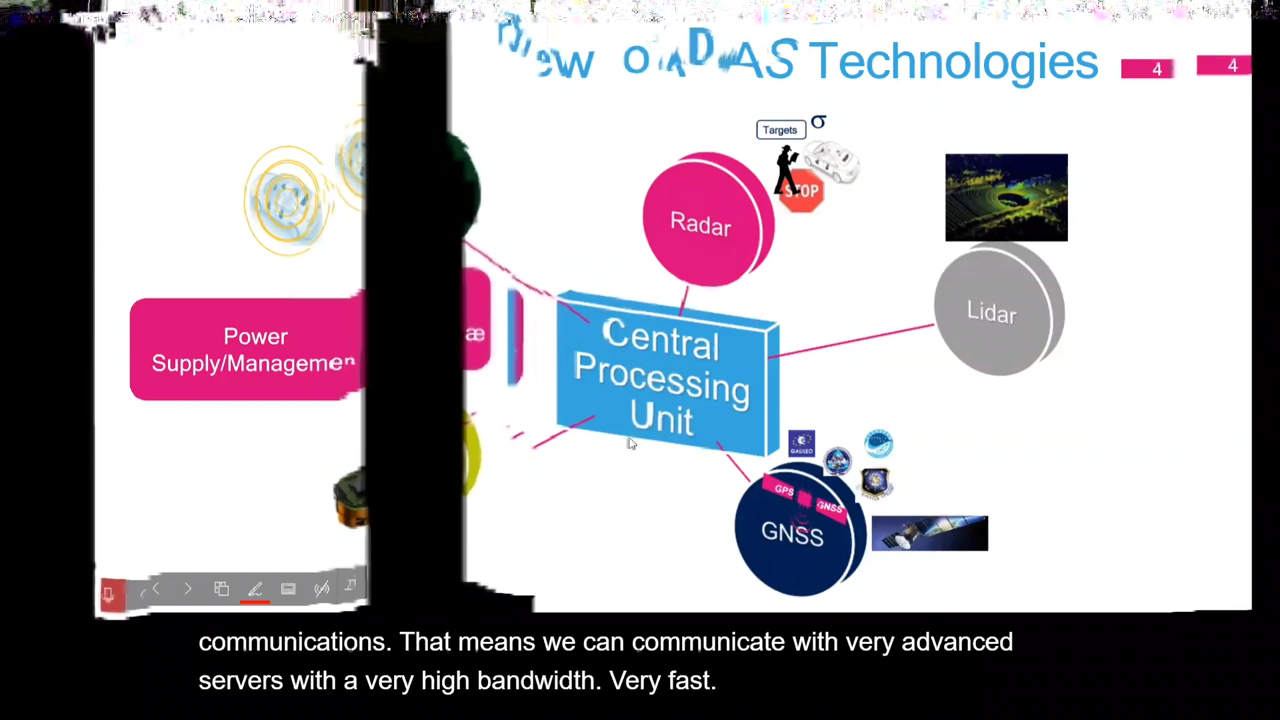 Technologies
4
4
Targets
σ
STOP
Radar
Lidar
Power
Supply/Managemen
æ
Central
Processing
Unit
GALILEO
GPS
GNSS
GNSS
communications. That means we can communicate with very advanced
servers with a very high bandwidth. Very fast.